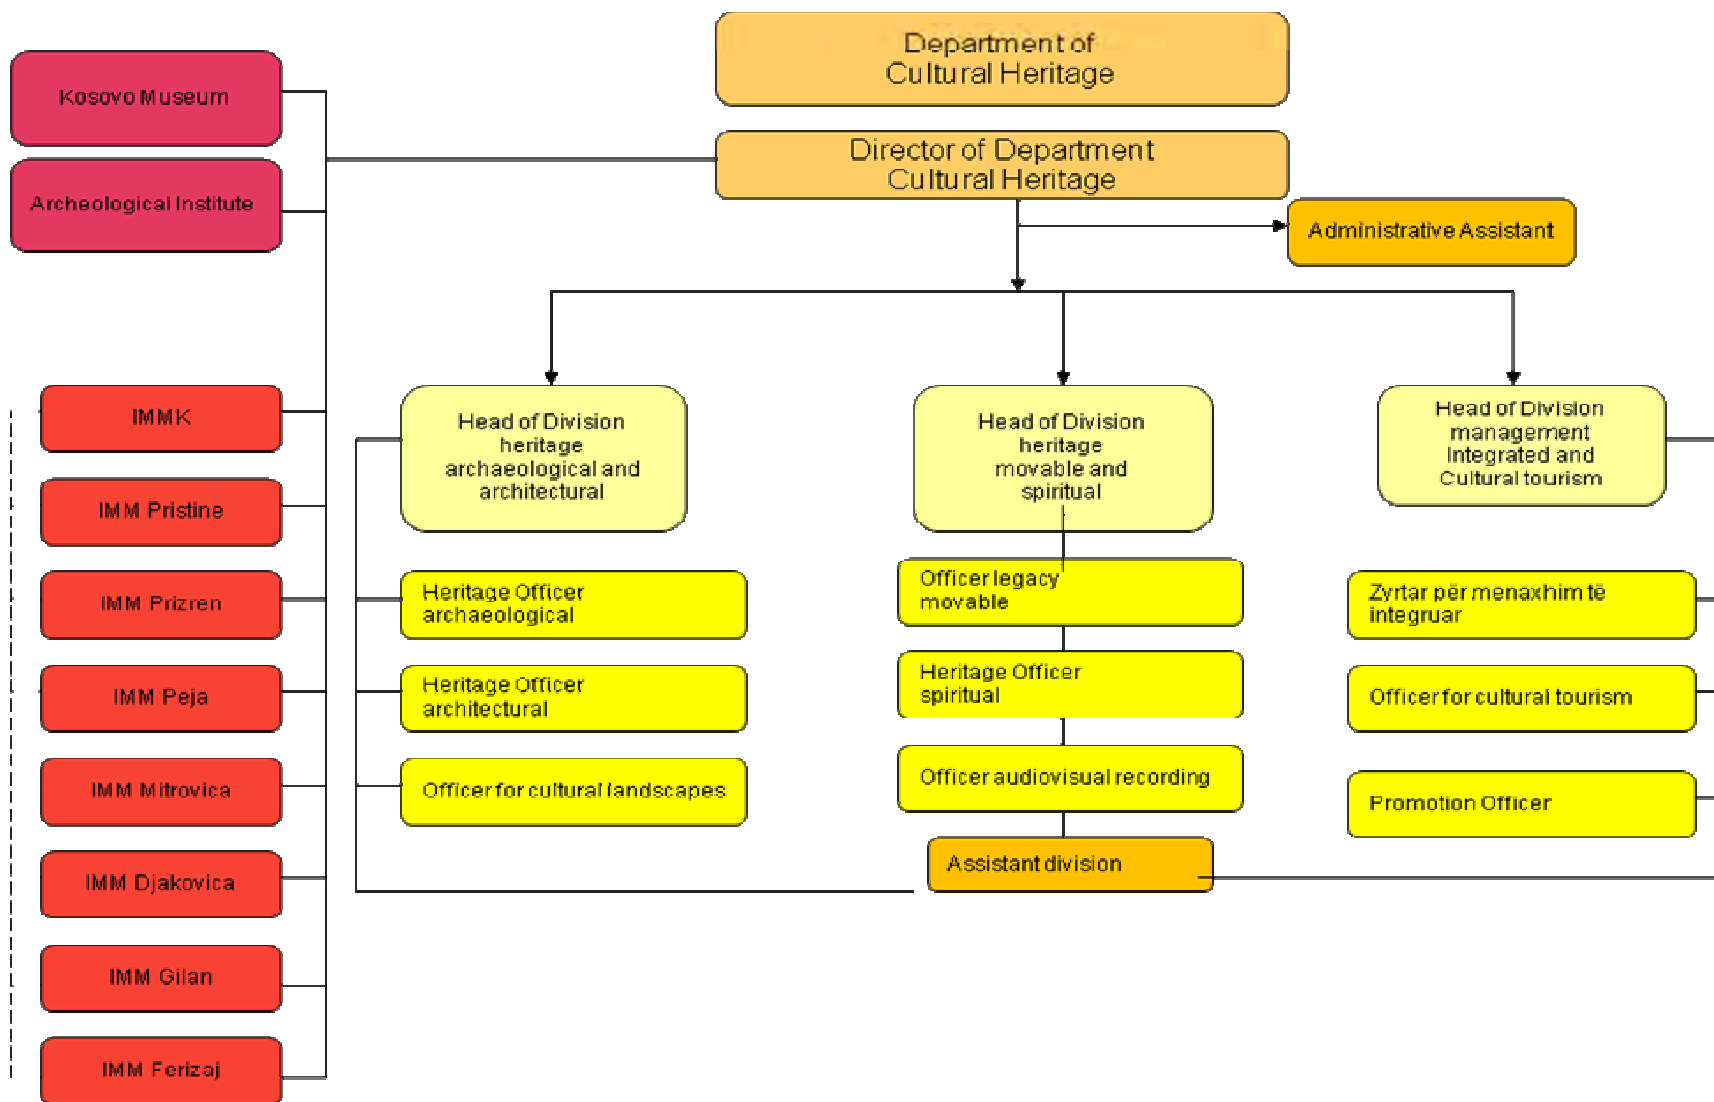 Department of
Cultural Heritage
Kosovo Museum
Director of Department
Cultural Heritage
Archeological Institute
Administrative Assistant
IMMK
IMM Pristine
IMM Prizren
IMM Peja
IMM Mitrovica
IMM Djakovica
IMM Gilan
IMM Ferizaj
Head of Division
heritage
archaeological and
architectural
Heritage Officer
archaeological
Heritage Officer
architectural
Officer for cultural landscapes
Head of Division
heritage
movable and
spiritual
Officer legacy
movable
Heritage Officer
spiritual
Officer audiovisual recording
Assistant division
Head of Division
management
Integrated and
Cultural tourism
Zyrtar për menaxhim të
integruar
Officer for cultural tourism
Promotion Officer